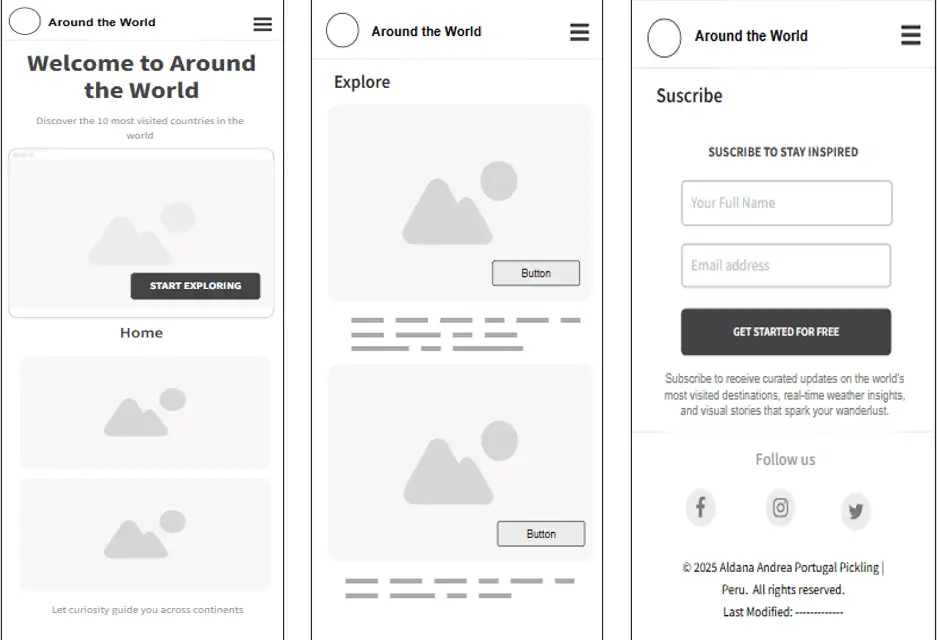 Around the World
Welcome to Around
the World
Discover the 10 most visited countries in the
world
START EXPLORING
Home
Let curiosity guide you across continents
Around the World
Explore
Button
Button
Around the World
Suscribe
SUSCRIBE TO STAY INSPIRED
Your Full Name
Email address
GET STARTED FOR FREE
Subscribe to receive curated updates on the world's
most visited destinations, real-time weather insights,
and visual stories that spark your wanderlust.
Follow us
© 2025 Aldana Andrea Portugal Pickling |
Peru. All rights reserved.
Last Modified: -------------